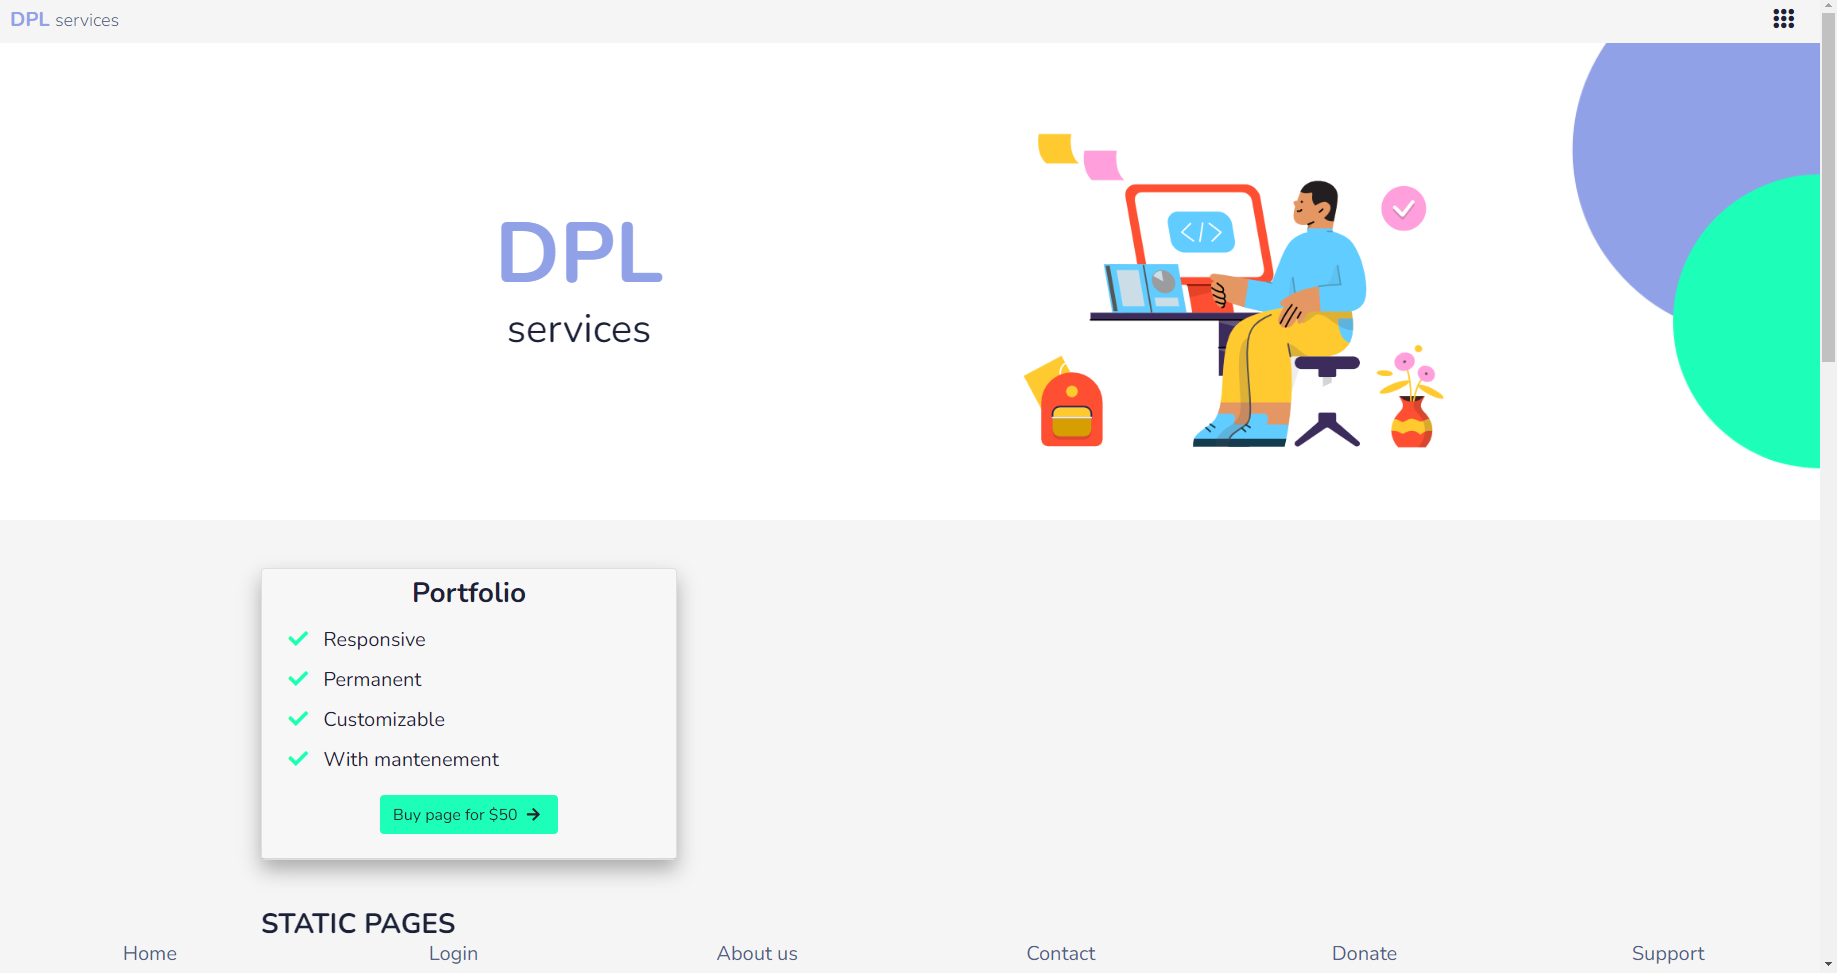 DPL services
DPL
services
</>
Portfolio
Responsive
Permanent
Customizable
With mantenement
Buy page for $50
STATIC PAGES
Home Login About us Contact Donate Support